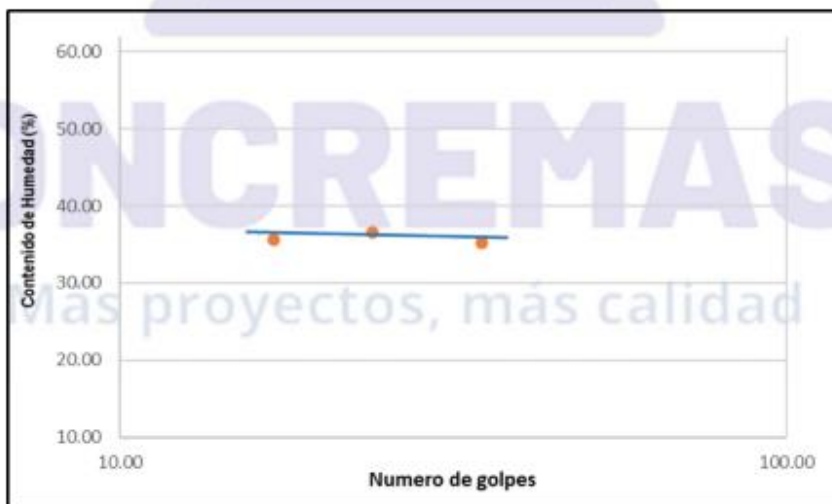 60.00
50.00
40.00
30.00
20.00
10.00
Contenido de Humedad (%)
10.00
100.00
Numero de golpes
ONCREMAS
Mas proyectos, más calidad